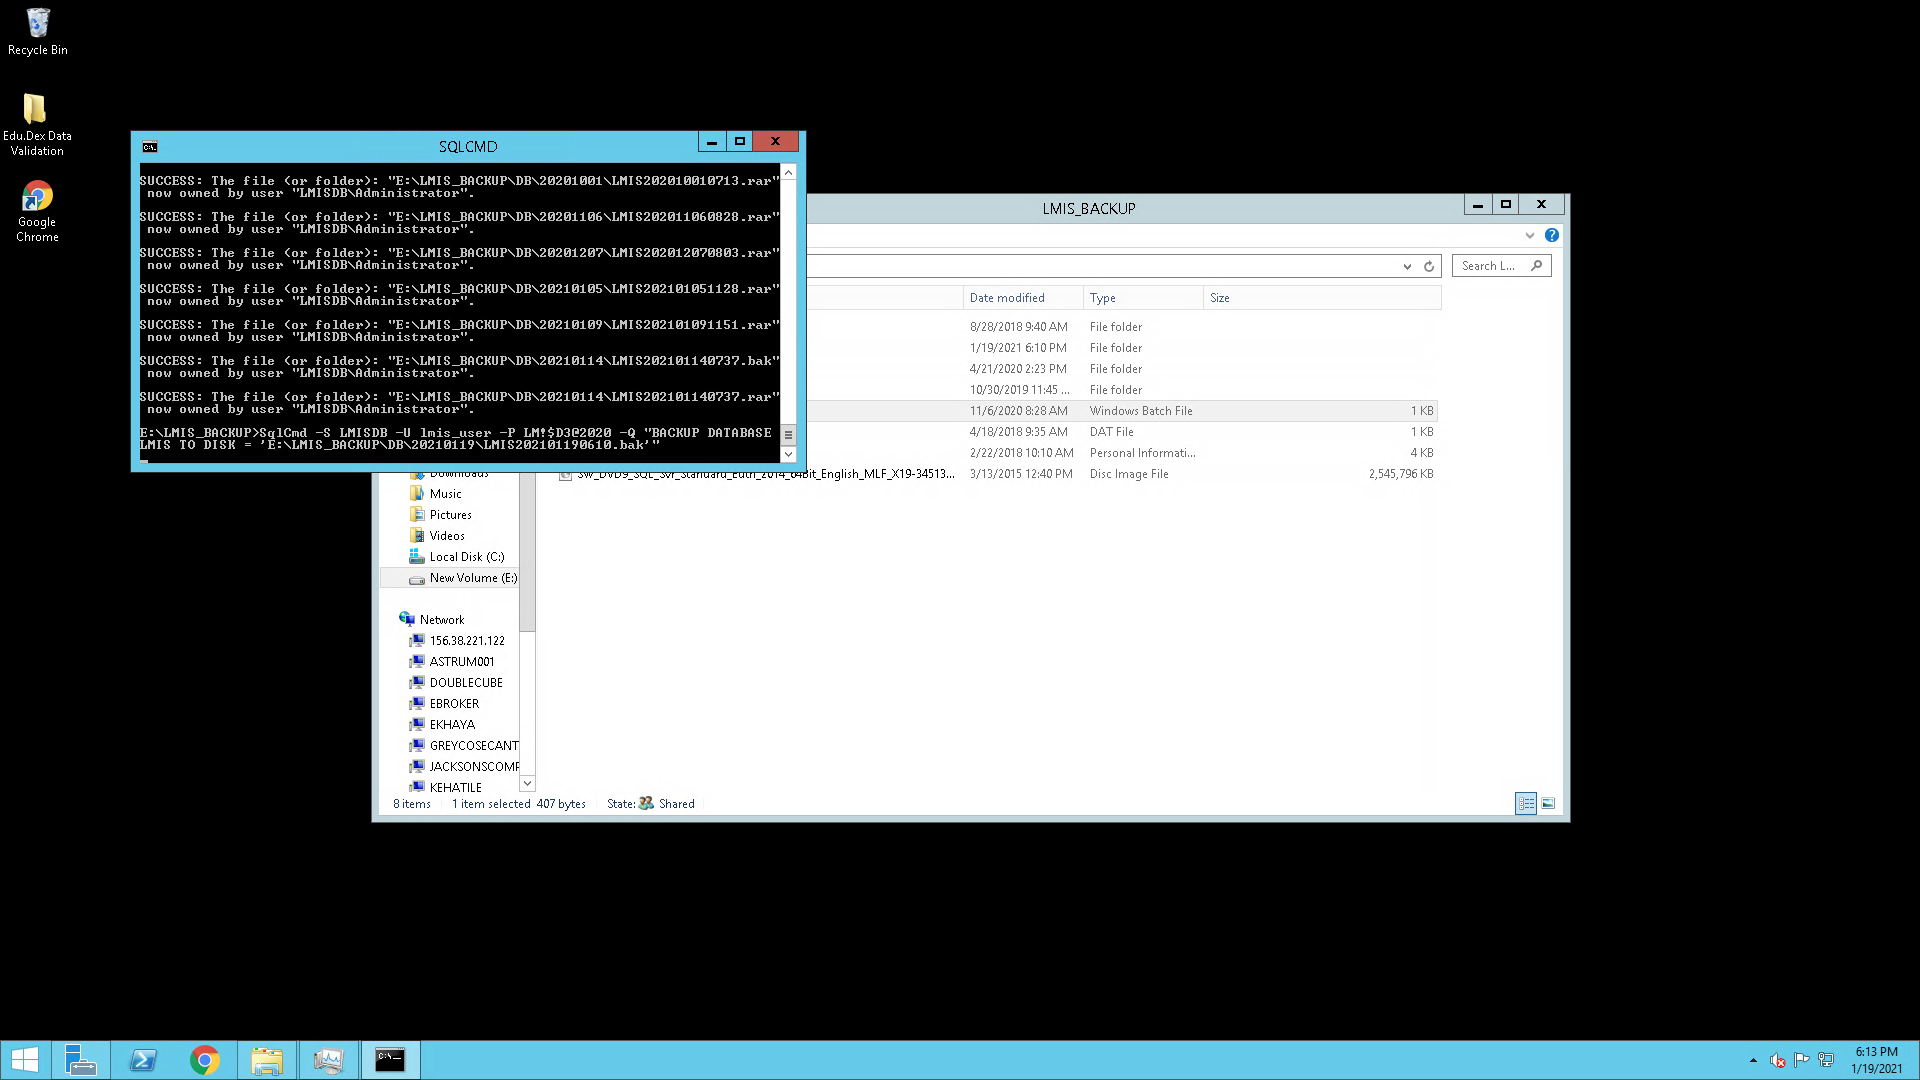 Recycle Bin
Edu.Dex Data
Validation
Google
Chrome
SQLCMD
SUCCESS: The file (or folder): "E:\LMIS_BACKUP\DB\20201001\LMIS202010010713.rar"
now owned by user "LMISDB\Administrator".
SUCCESS: The file (or folder): "E:\LMIS_BACKUP\DB\20201106\LMIS202011060828.rar"
now owned by user "LMISDB\Administrator".
SUCCESS: The file (or folder): "E:\LMIS_BACKUP\DB\20201207\LMIS202012070803.rar"
now owned by user "LMISDB\Administrator".
SUCCESS: The file (or folder): "E:\LMIS_BACKUP\DB\20210105\LMIS202101051128.rar"
now owned by user "LMISDB\Administrator".
SUCCESS: The file (or folder): "E:\LMIS_BACKUP\DB\20210109\LMIS202101091151.rar"
now owned by user "LMISDB\Administrator".
SUCCESS: The file (or folder): "E:\LMIS_BACKUP\DB\20210114\LMIS202101140737.bak"
now owned by user "LMISDB\Administrator".
SUCCESS: The file (or folder): "E:\LMIS_BACKUP\DB\20210114\LMIS202101140737.rar"
now owned by user "LMISDB\Administrator".
E:\LMIS_BACKUP>SqlCmd -S LMISDB -U lmis_user -P LM!$D3@2020 -Q "BACKUP DATABASE
LMIS TO DISK = 'E:\LMIS_BACKUP\DB\20210119\LMIS202101190610.bak'"
LMIS_BACKUP
Search L...
Date modified Type Size
8/28/2018 9:40 AM File folder
1/19/2021 6:10 PM File folder
4/21/2020 2:23 PM File folder
10/30/2019 11:45 ... File folder
11/6/2020 8:28 AM Windows Batch File 1 KB
4/18/2018 9:35 AM DAT File 1 KB
2/22/2018 10:10 AM Personal Informati... 4 KB
SW_DVD9_SQL_Svr_Standard_Edtn_2014_64Bit_English_MLF_X19-34513... 3/13/2015 12:40 PM Disc Image File 2,545,796 KB
Downloads
Music
Pictures
Videos
Local Disk (C:)
New Volume (E:)
Network
156.38.221.122
ASTRUM001
DOUBLECUBE
EBROKER
EKHAYA
GREYCOSECANT
JACKSONSCOMP
KEHATILE
8 items 1 item selected 407 bytes State: Shared
6:13 PM
1/19/2021